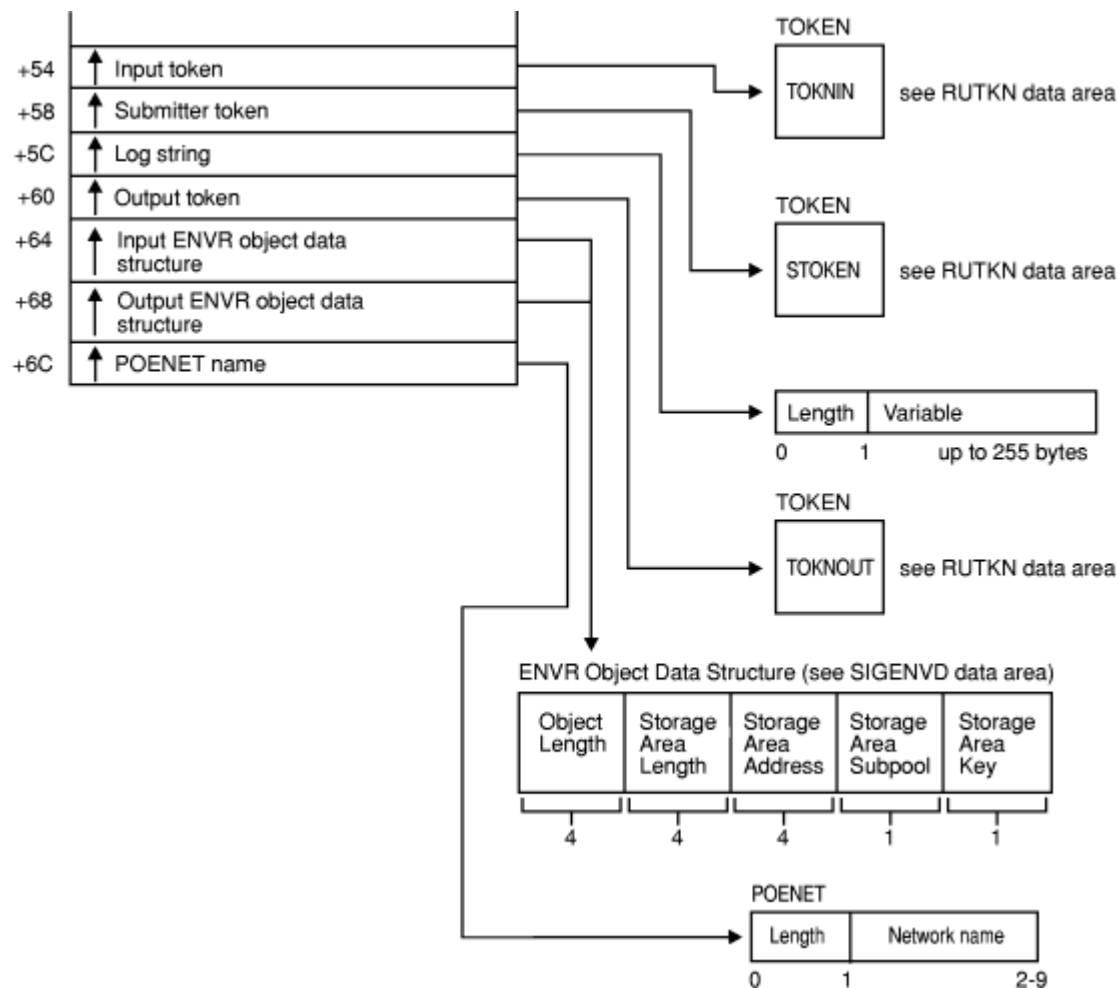 +54 Input token
+58 Submitter token
+5C Log string
+60 Output token
+64 Input ENVR object data
structure
+68 Output ENVR object data
structure
+6C POENET name
TOKEN
TOKNIN see RUTKN data area
TOKEN
STOKEN see RUTKN data area
Length Variable
0 1 up to 255 bytes
TOKEN
TOKNOUT see RUTKN data area
ENVR Object Data Structure (see SIGENVD data area)
Object Storage Storage Storage Storage
Length Area Area Area Area
Length Address Subpool Key
4 4 4 1 1
POENET
Length Network name
0 1 2-9